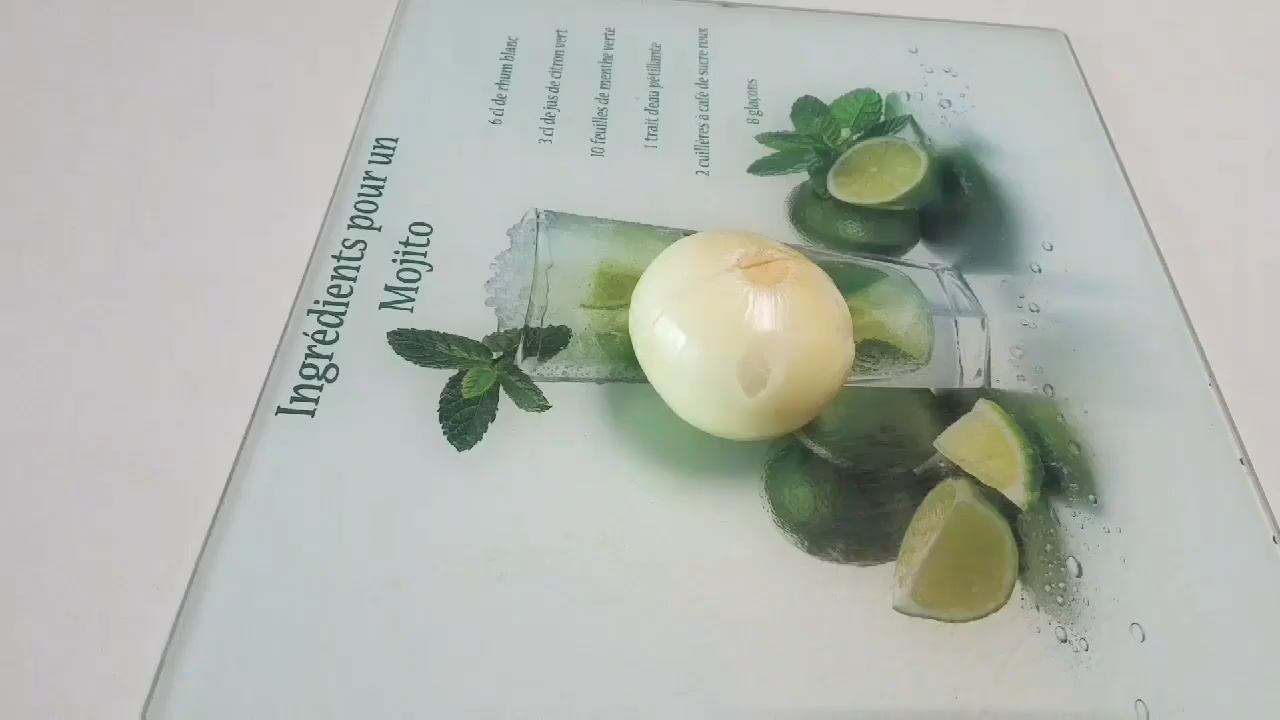 Ingrédients pour un
Mojito
6 cl de rhum blanc
3 cl de jus de citron vert
10 feuilles de menthe verte
1 trait d'eau pétillante
2 cuillières à café de sucre roux
8 glaçons